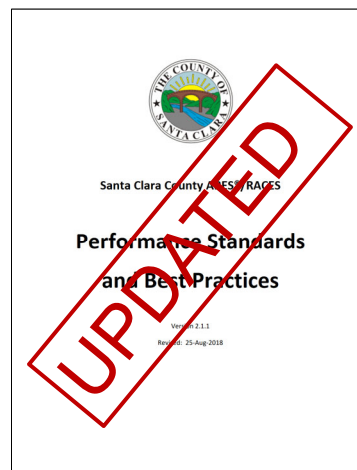 THE COUNTY OF
SANTA CLARA
Santa Clara County ARES®/RACES
Performance Standards
and Best Practices
Version 2.1.1
Revised: 25-Aug-2018
UPDATED